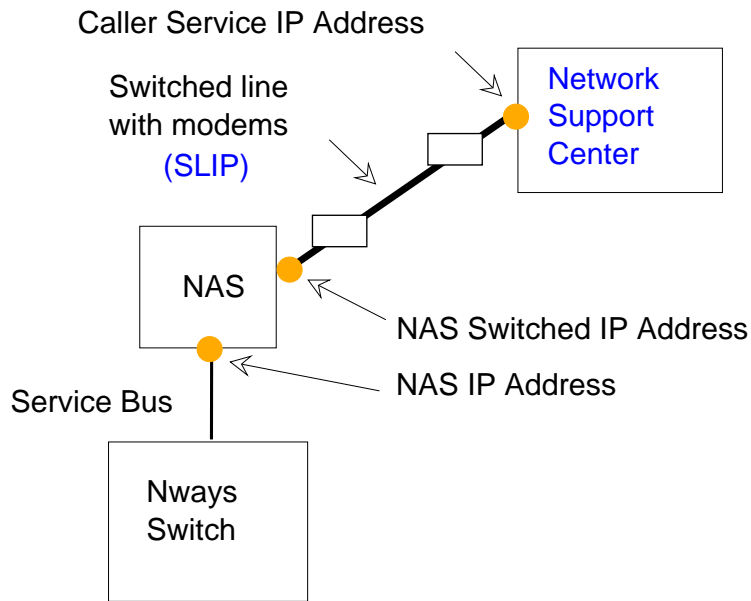 Caller Service IP Address
Switched line
with modems
(SLIP)
Network
Support
Center
NAS
NAS Switched IP Address
NAS IP Address
Service Bus
Nways
Switch